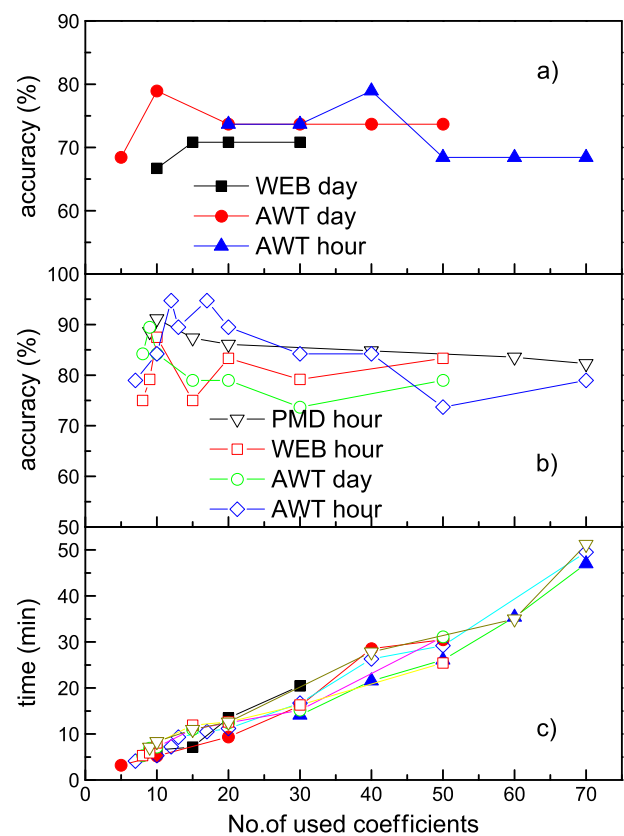 90
80
70
60
accuracy (%)
a)
WEB day
AWT day
AWT hour
100
90
80
70
60
50
accuracy (%)
PMD hour
WEB hour
AWT day
AWT hour
b)
50
40
30
20
10
0
time (min)
c)
0 10 20 30 40 50 60 70
No.of used coefficients